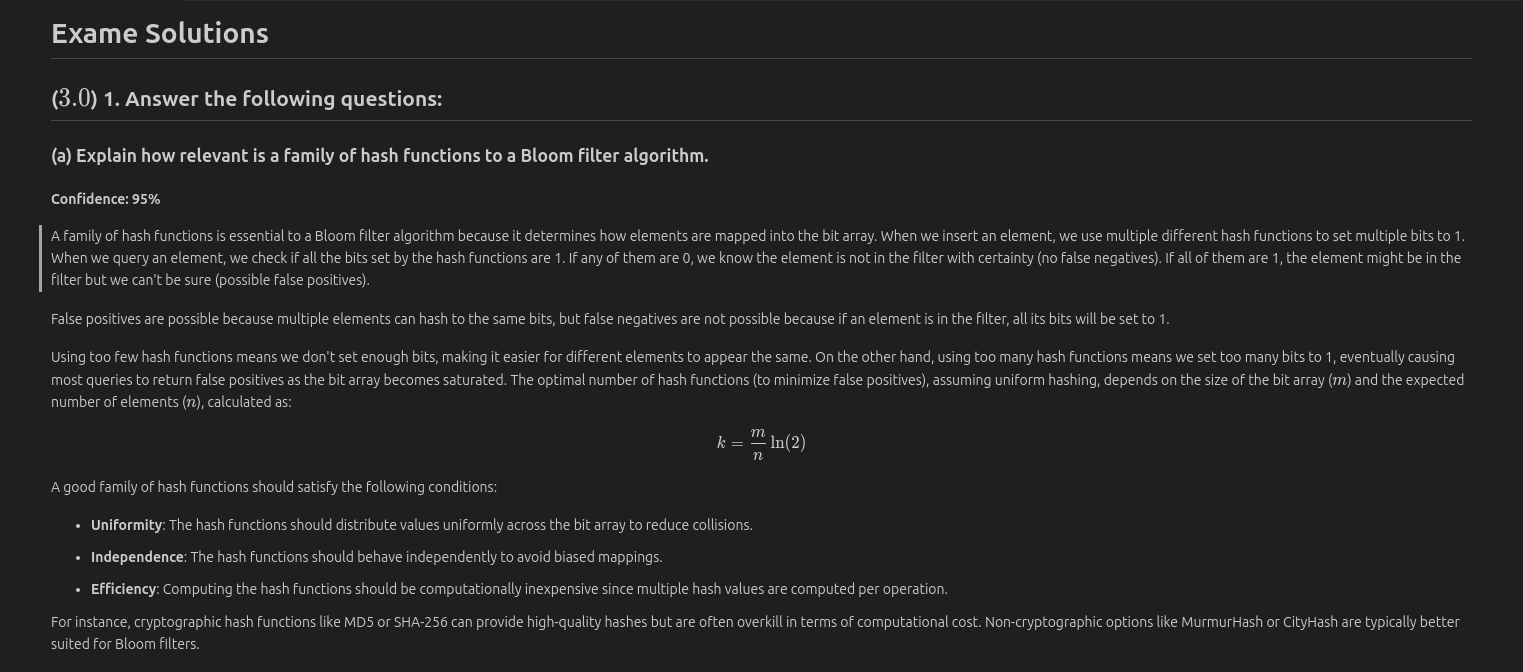 Exame Solutions
(3.0) 1. Answer the following questions:
(a) Explain how relevant is a family of hash functions to a Bloom filter algorithm.
Confidence: 95%
A family of hash functions is essential to a Bloom filter algorithm because it determines how elements are mapped into the bit array. When we insert an element, we use multiple different hash functions to set multiple bits to 1.
When we query an element, we check if all the bits set by the hash functions are 1. If any of them are 0, we know the element is not in the filter with certainty (no false negatives). If all of them are 1, the element might be in the
filter but we can't be sure (possible false positives).
False positives are possible because multiple elements can hash to the same bits, but false negatives are not possible because if an element is in the filter, all its bits will be set to 1.
Using too few hash functions means we don't set enough bits, making it easier for different elements to appear the same. On the other hand, using too many hash functions means we set too many bits to 1, eventually causing
most queries to return false positives as the bit array becomes saturated. The optimal number of hash functions (to minimize false positives), assuming uniform hashing, depends on the size of the bit array (m) and the expected
number of elements (n), calculated as:
k = m/n ln(2)
A good family of hash functions should satisfy the following conditions:
• Uniformity: The hash functions should distribute values uniformly across the bit array to reduce collisions.
• Independence: The hash functions should behave independently to avoid biased mappings.
• Efficiency: Computing the hash functions should be computationally inexpensive since multiple hash values are computed per operation.
For instance, cryptographic hash functions like MD5 or SHA-256 can provide high-quality hashes but are often overkill in terms of computational cost. Non-cryptographic options like MurmurHash or CityHash are typically better
suited for Bloom filters.